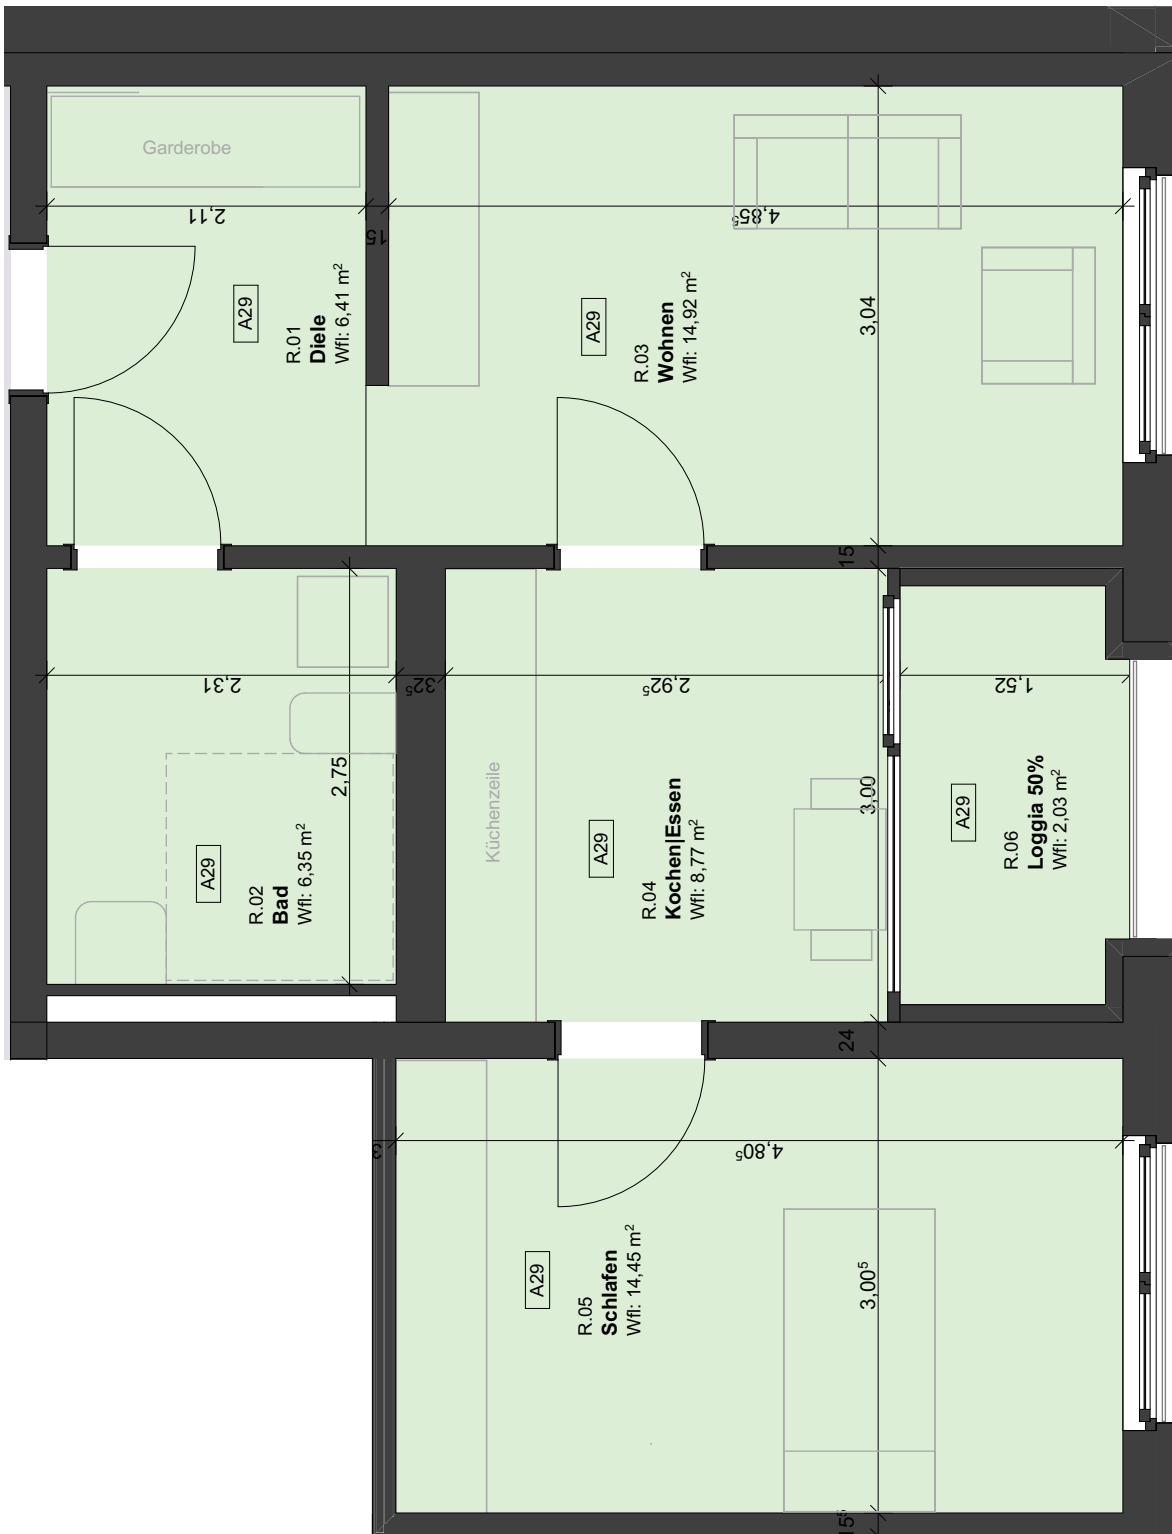 Garderobe
2,11
15
4,85⁵
A29
R.01
Diele
Wfl: 6,41 m²
A29
R.03
Wohnen
Wfl: 14,92 m²
3,04
15
2,31
32⁵
2,92⁵
1,52
2,75
A29
R.02
Bad
Wfl: 6,35 m²
Küchenzeile
A29
R.04
Kochen|Essen
Wfl: 8,77 m²
3,00
A29
R.06
Loggia 50%
Wfl: 2,03 m²
24
4,80⁵
A29
R.05
Schlafen
Wfl: 14,45 m²
3,00⁵
15⁵